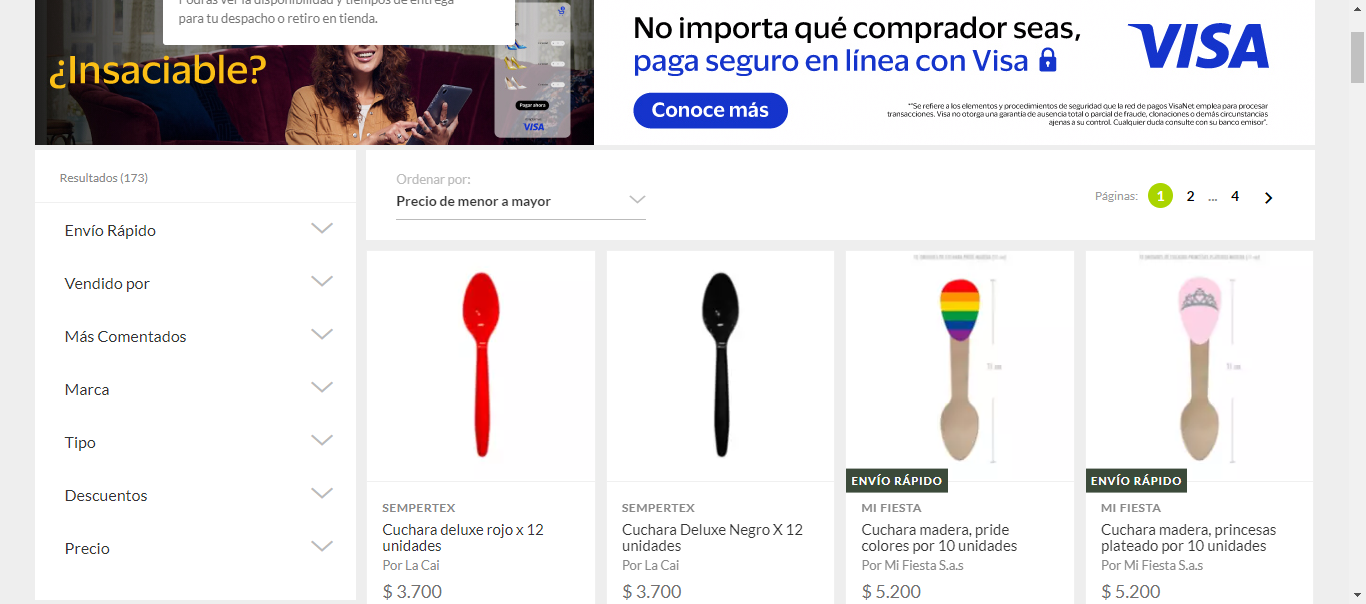 Podrás ver la disponibilidad y tiempos de entrega
para tu despacho o retiro en tienda.
¿Insaciable?
Pagar ahora
VISA
No importa qué comprador seas,
paga seguro en línea con Visa
Conoce más
VISA
"*Se refiere a los elementos y procedimientos de seguridad que la red de pagos VisaNet emplea para procesar
transacciones. Visa no otorga una garantía de ausencia total o parcial de fraude, clonaciones o demás circunstancias
ajenas a su control. Cualquier duda consulte con su banco emisor".
Resultados (173)
Ordenar por:
Precio de menor a mayor
Páginas: 1 2 ... 4
Envío Rápido
Vendido por
Más Comentados
Marca
Tipo
Descuentos
Precio
ENVÍO RÁPIDO
ENVÍO RÁPIDO
SEMPERTEX
Cuchara deluxe rojo x 12
unidades
Por La Cai
$ 3.700
SEMPERTEX
Cuchara Deluxe Negro X 12
unidades
Por La Cai
$ 3.700
MI FIESTA
Cuchara madera, pride
colores por 10 unidades
Por Mi Fiesta S.a.s
$ 5.200
MI FIESTA
Cuchara madera, princesas
plateado por 10 unidades
Por Mi Fiesta S.a.s
$ 5.200